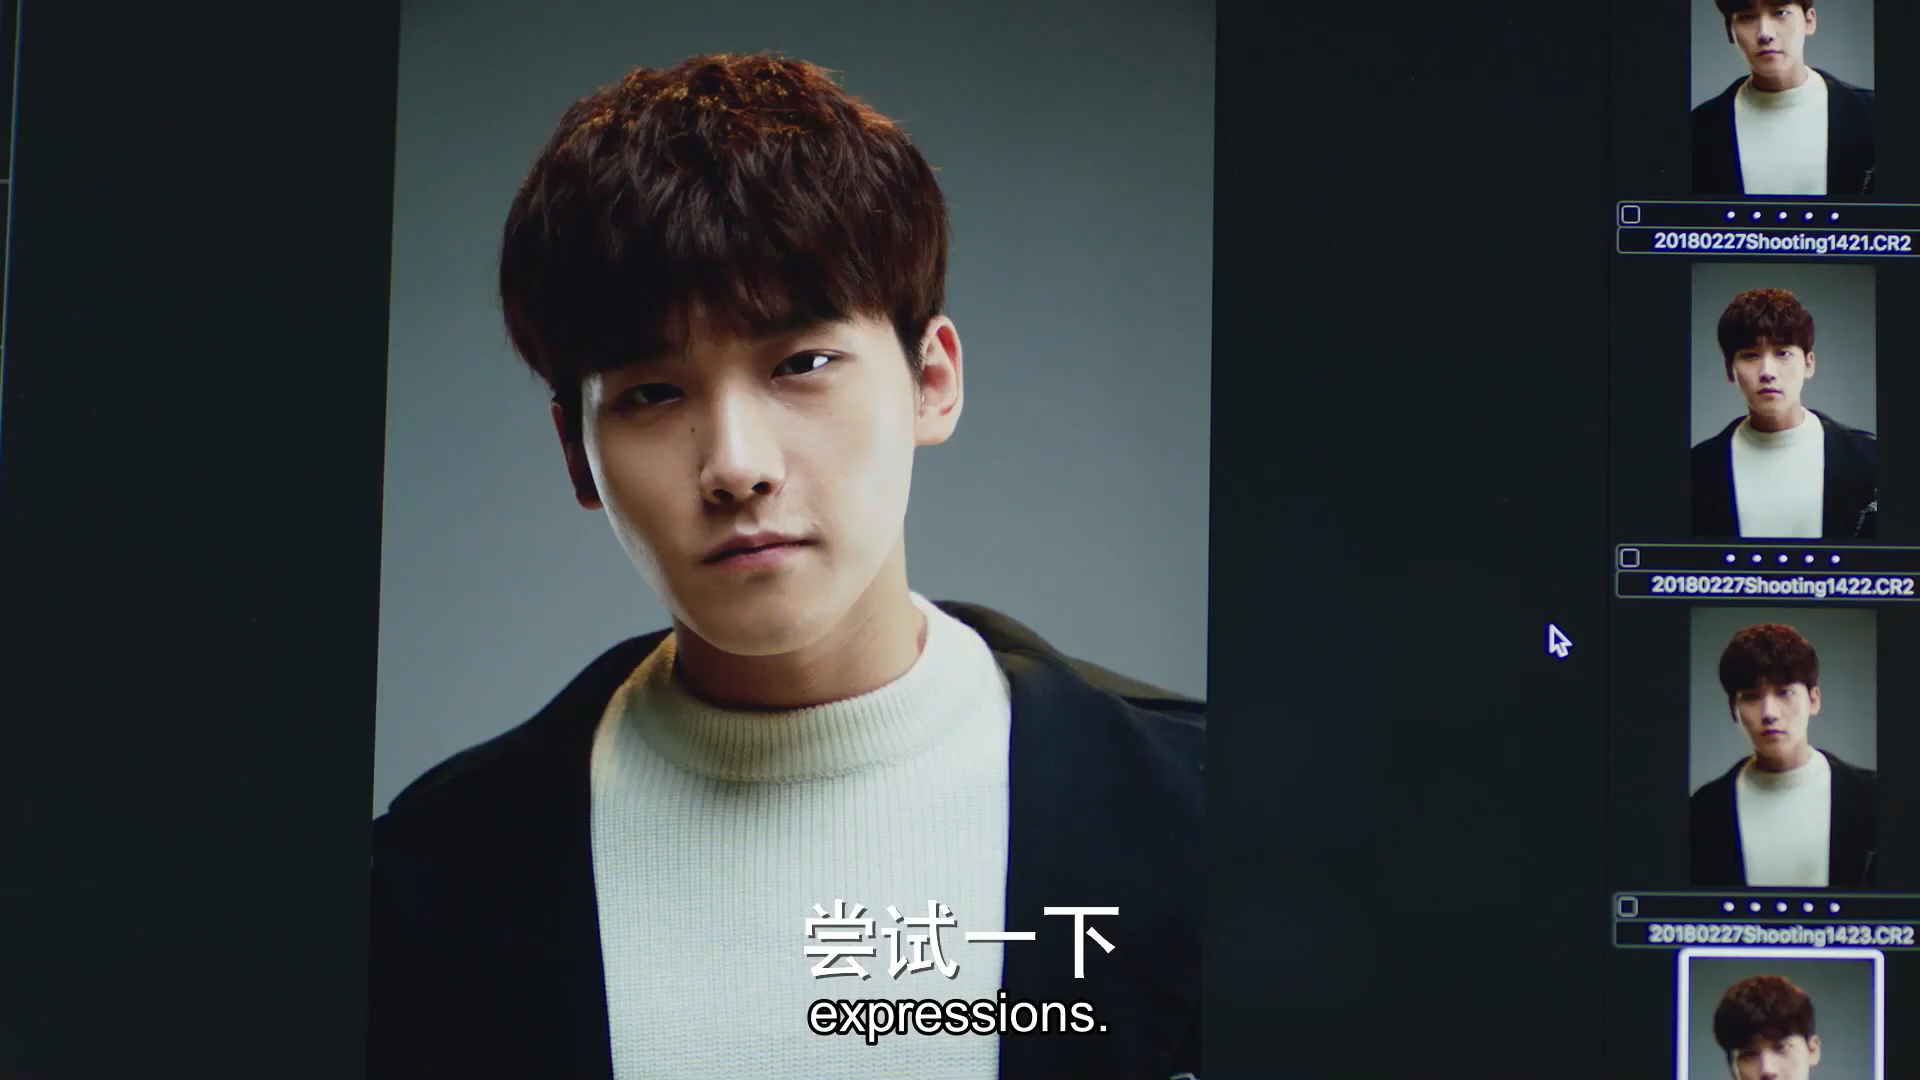 20180227Shooting1421.CR2
20180227Shooting1422.CR2
20180227Shooting1423.CR2
尝试一下
expressions.